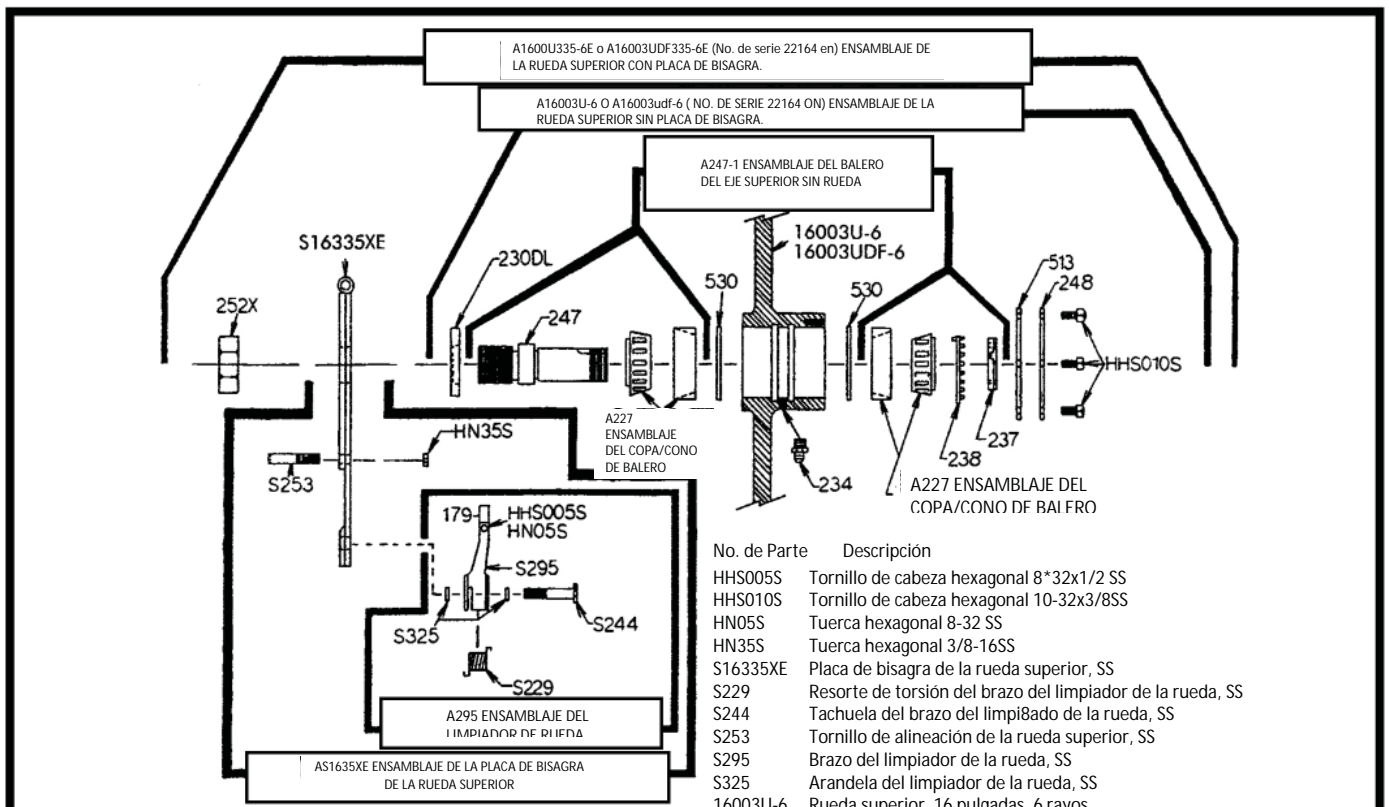 A1600U335-6E o A16003UDF335-6E (No. de serie 22164 en) ENSAMBLAJE DE
LA RUEDA SUPERIOR CON PLACA DE BISAGRA.
A16003U-6 O A16003udf-6 ( NO. DE SERIE 22164 ON) ENSAMBLAJE DE LA
RUEDA SUPERIOR SIN PLACA DE BISAGRA.
A247-1 ENSAMBLAJE DEL BALERO
DEL EJE SUPERIOR SIN RUEDA
S16335XE
252X
230DL
247
530
16003U-6
16003UDF-6
530
513
248
HHS010S
237
238
234
A227
ENSAMBLAJE
DEL COPA/CONO
DE BALERO
A227 ENSAMBLAJE DEL
COPA/CONO DE BALERO
HN35S
S253
179
HHS005S
HN05S
S295
S325
S244
S229
A295 ENSAMBLAJE DEL
LIMPIADOR DE RUEDA
AS1635XE ENSAMBLAJE DE LA PLACA DE BISAGRA
DE LA RUEDA SUPERIOR
No. de Parte Descripción
HHS005S Tornillo de cabeza hexagonal 8*32x1/2 SS
HHS010S Tornillo de cabeza hexagonal 10-32x3/8SS
HN05S Tuerca hexagonal 8-32 SS
HN35S Tuerca hexagonal 3/8-16SS
S16335XE Placa de bisagra de la rueda superior, SS
S229 Resorte de torsión del brazo del limpiador de la rueda, SS
S244 Tachuela del brazo del limpi8ado de la rueda, SS
S253 Tornillo de alineación de la rueda superior, SS
S295 Brazo del limpiador de la rueda, SS
S325 Arandela del limpiador de la rueda, SS
16003U-6 Rueda superior, 16 pulgadas, 6 rayos